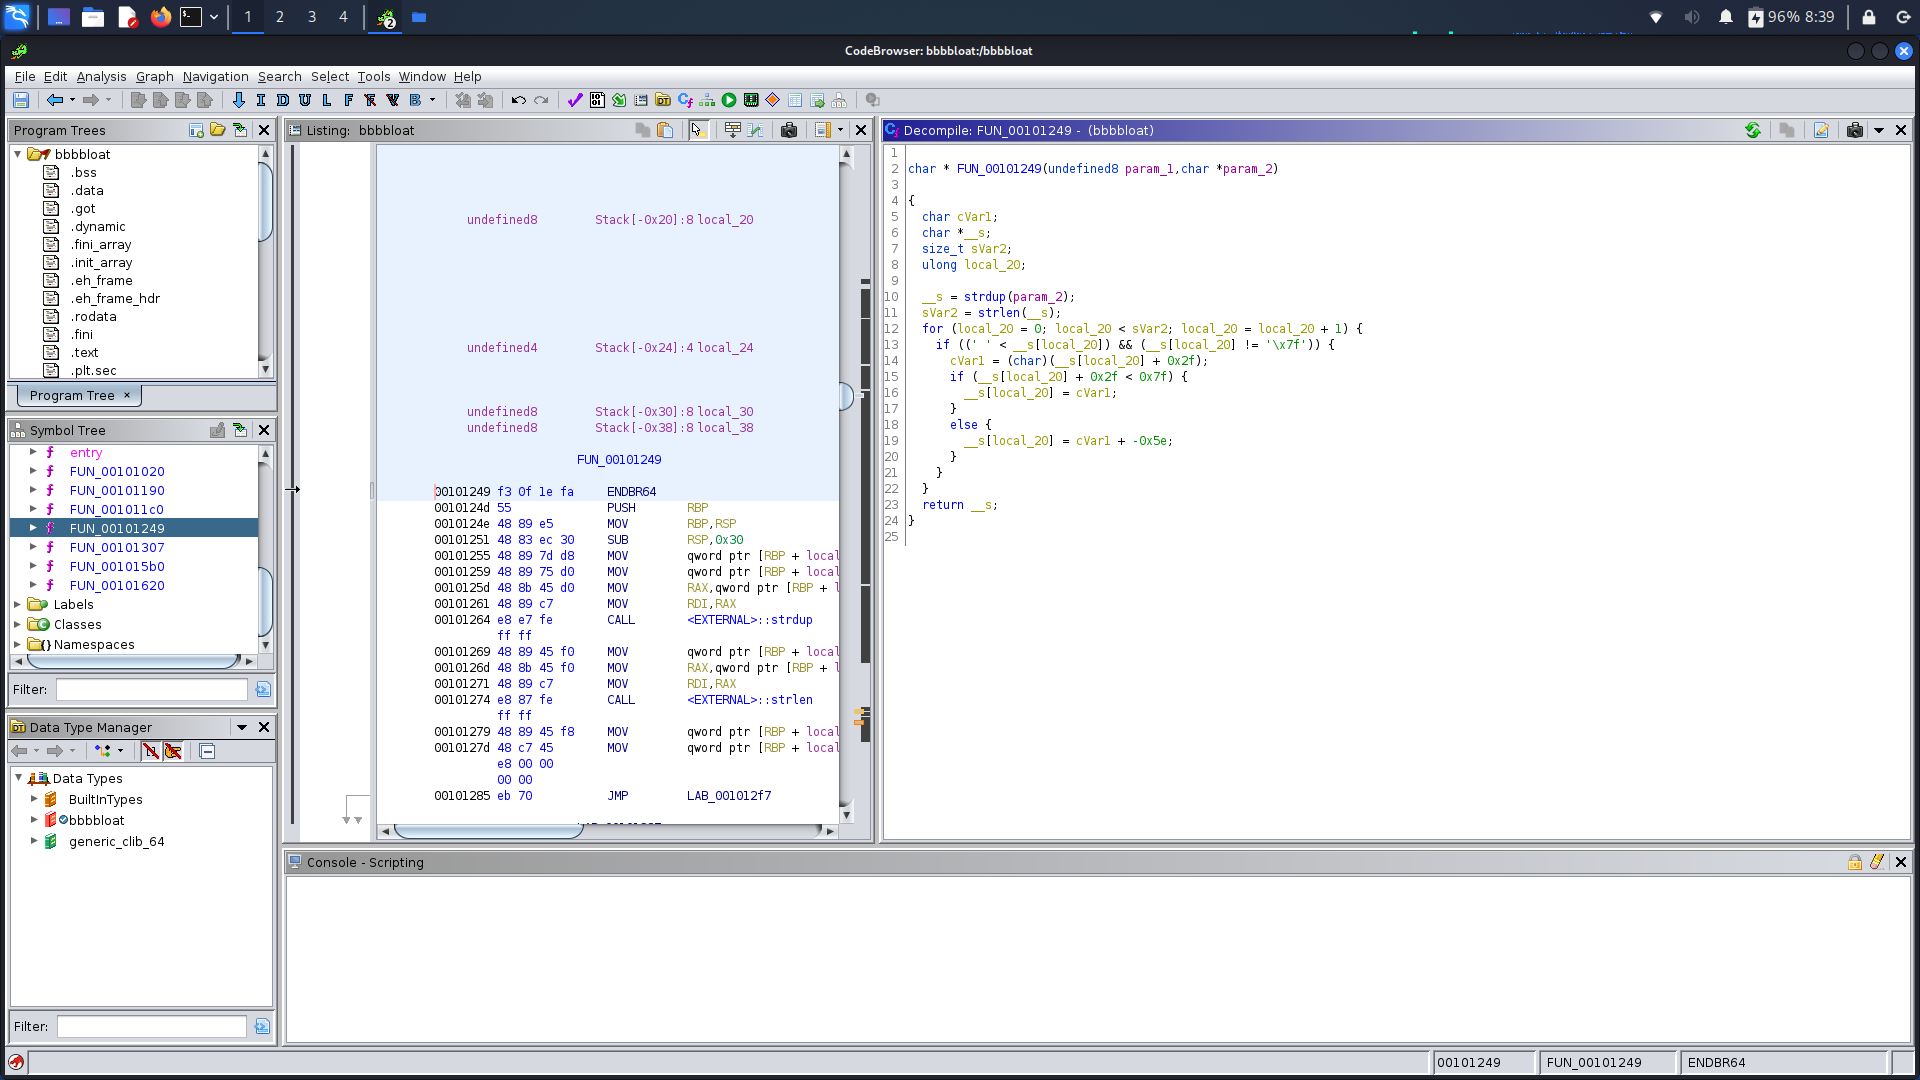 1 2 3 4 2 96% 8:39
CodeBrowser: bbbbloat:/bbbbloat
File Edit Analysis Graph Navigation Search Select Tools Window Help
I D U L F B
Program Trees
bbbbloat
.bss
.data
.got
.dynamic
.fini_array
.init_array
.eh_frame
.eh_frame_hdr
.rodata
.fini
.text
.plt.sec
Program Tree ×
Symbol Tree
entry
FUN_00101020
FUN_00101190
FUN_001011c0
FUN_00101249
FUN_00101307
FUN_001015b0
FUN_00101620
Labels
Classes
Namespaces
Filter:
Data Type Manager
Data Types
BuiltInTypes
bbbbloat
generic_clib_64
Filter:
Listing: bbbbloat
undefined8 Stack[-0x20]:8 local_20
undefined4 Stack[-0x24]:4 local_24
undefined8 Stack[-0x30]:8 local_30
undefined8 Stack[-0x38]:8 local_38
FUN_00101249
00101249 f3 0f 1e fa ENDBR64
0010124d 55 PUSH RBP
0010124e 48 89 e5 MOV RBP,RSP
00101251 48 83 ec 30 SUB RSP,0x30
00101255 48 89 7d d8 MOV qword ptr [RBP + local
00101259 48 89 75 d0 MOV qword ptr [RBP + local
0010125d 48 8b 45 d0 MOV RAX,qword ptr [RBP + l
00101261 48 89 c7 MOV RDI,RAX
00101264 e8 e7 fe CALL <EXTERNAL>::strdup
ff ff
00101269 48 89 45 f0 MOV qword ptr [RBP + local
0010126d 48 8b 45 f0 MOV RAX,qword ptr [RBP + l
00101271 48 89 c7 MOV RDI,RAX
00101274 e8 87 fe CALL <EXTERNAL>::strlen
ff ff
00101279 48 89 45 f8 MOV qword ptr [RBP + local
0010127d 48 c7 45 MOV qword ptr [RBP + local
e8 00 00
00 00
00101285 eb 70 JMP LAB_001012f7
Decompile: FUN_00101249 - (bbbbloat)
1
2 char * FUN_00101249(undefined8 param_1,char *param_2)
3
4 {
5 char cVar1;
6 char *__s;
7 size_t sVar2;
8 ulong local_20;
9
10 __s = strdup(param_2);
11 sVar2 = strlen(__s);
12 for (local_20 = 0; local_20 < sVar2; local_20 = local_20 + 1) {
13 if ((' ' < __s[local_20]) && (__s[local_20] != '\x7f')) {
14 cVar1 = (char)(__s[local_20] + 0x2f);
15 if (__s[local_20] + 0x2f < 0x7f) {
16 __s[local_20] = cVar1;
17 }
18 else {
19 __s[local_20] = cVar1 + -0x5e;
20 }
21 }
22 }
23 return __s;
24 }
25
Console - Scripting
00101249 FUN_00101249 ENDBR64